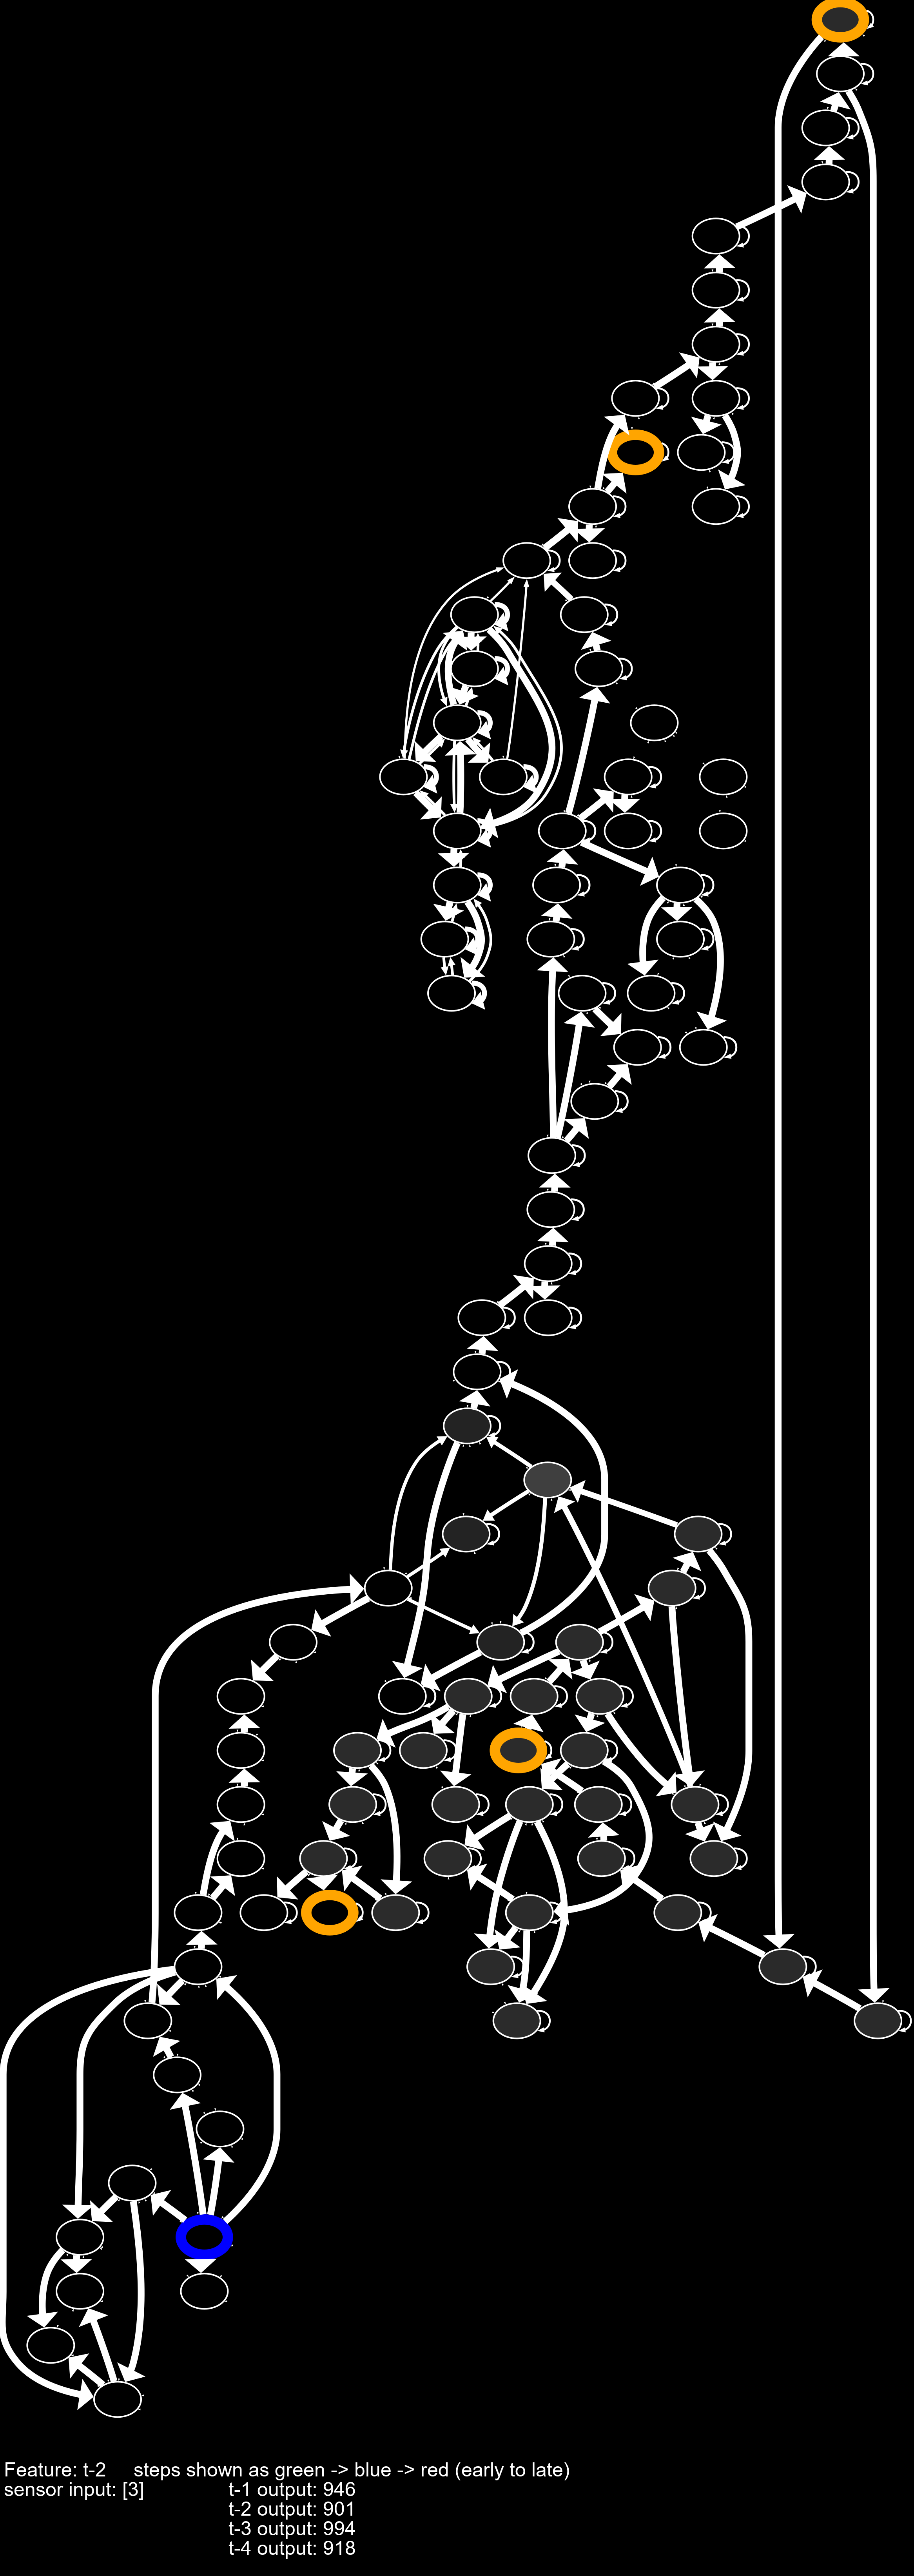 Feature: t-2 steps shown as green -> blue -> red (early to late)
sensor input: [3] t-1 output: 946
t-2 output: 901
t-3 output: 994
t-4 output: 918